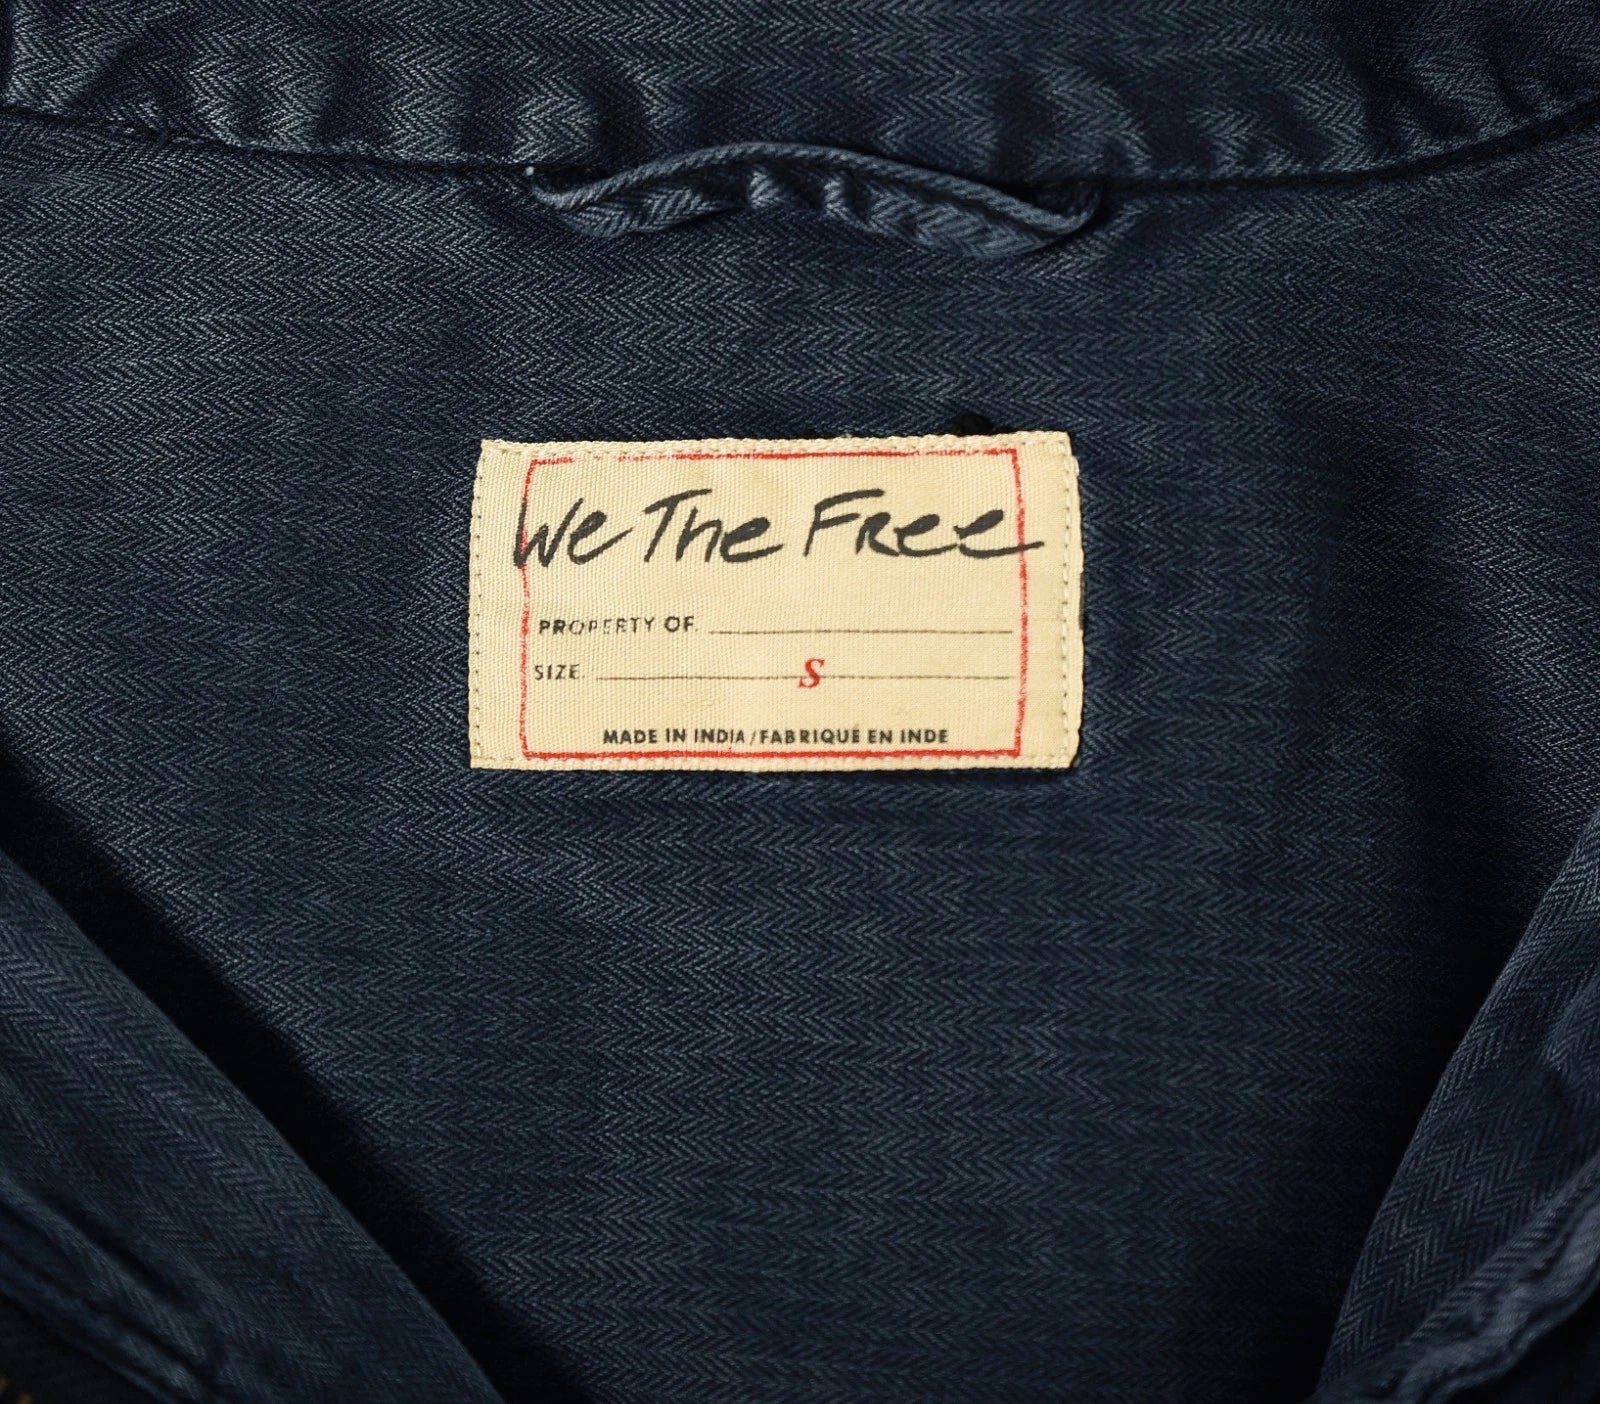 We The Free
PROPERTY OF
SIZE S
MADE IN INDIA/FABRIQUÉ EN INDE